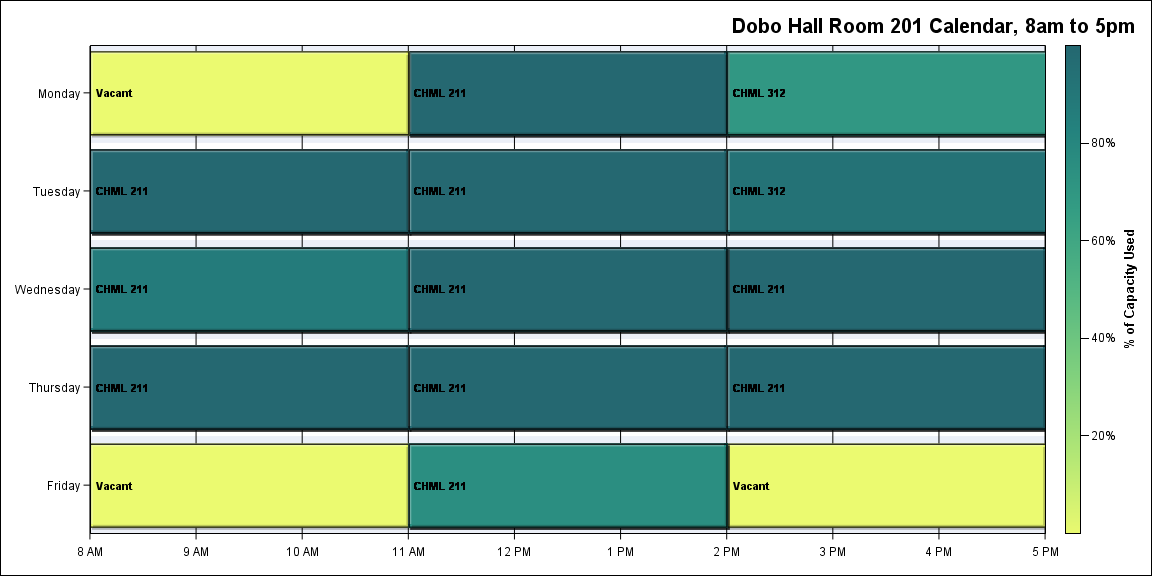 Dobo Hall Room 201 Calendar, 8am to 5pm
Monday
Vacant
CHML 211
CHML 312
Tuesday
CHML 211
CHML 211
CHML 312
Wednesday
CHML 211
CHML 211
CHML 211
Thursday
CHML 211
CHML 211
CHML 211
Friday
Vacant
CHML 211
Vacant
8 AM
9 AM
10 AM
11 AM
12 PM
1 PM
2 PM
3 PM
4 PM
5 PM
80%
60%
40%
20%
% of Capacity Used